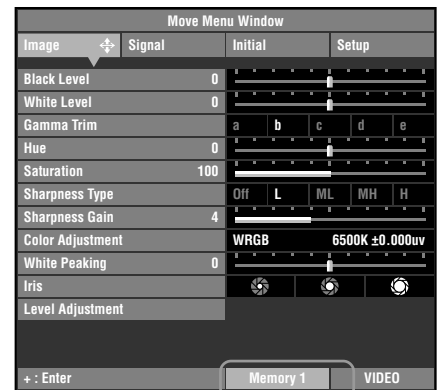 Move Menu Window
Image Signal Initial Setup
Black Level 0
White Level 0
Gamma Trim a b c d e
Hue 0
Saturation 100
Sharpness Type Off L ML MH H
Sharpness Gain 4
Color Adjustment WRGB 6500K ±0.000uv
White Peaking 0
Iris
Level Adjustment
+ : Enter Memory 1 VIDEO